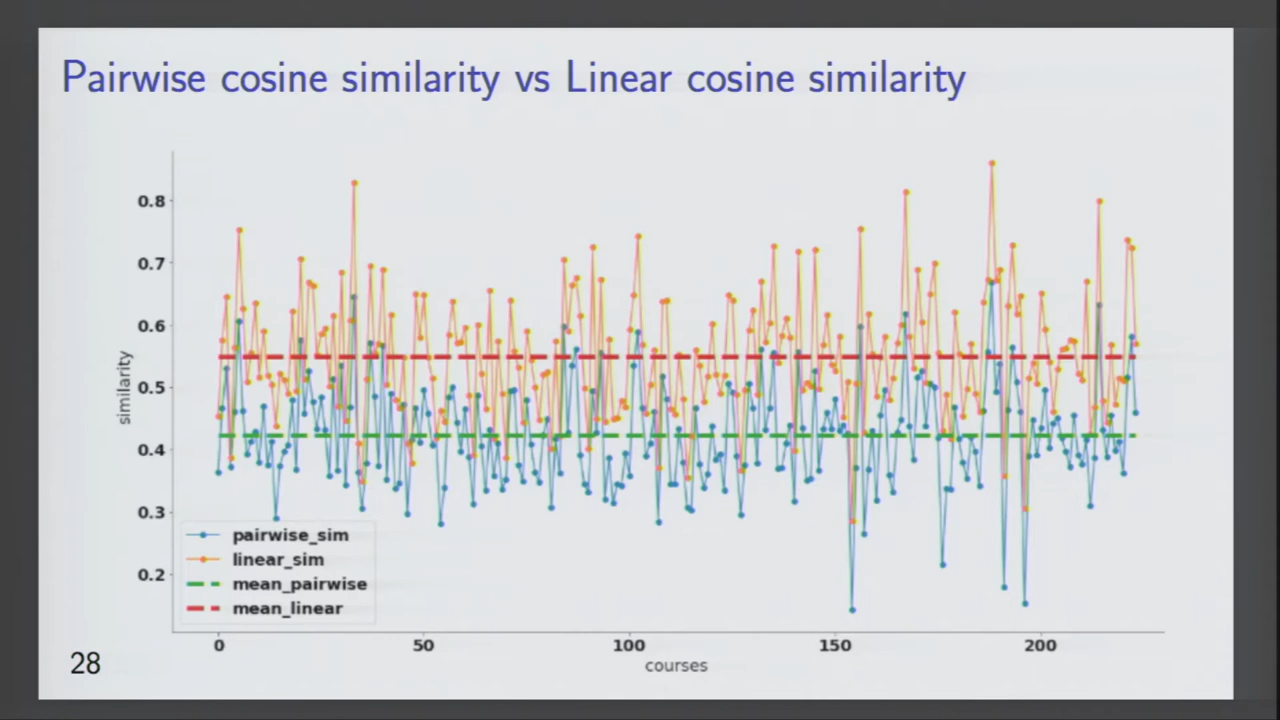 Pairwise cosine similarity vs Linear cosine similarity
0.8
0.7
0.6
0.5
0.4
0.3
0.2
similarity
pairwise_sim
linear_sim
mean_pairwise
mean_linear
0 50 100 150 200
courses
28